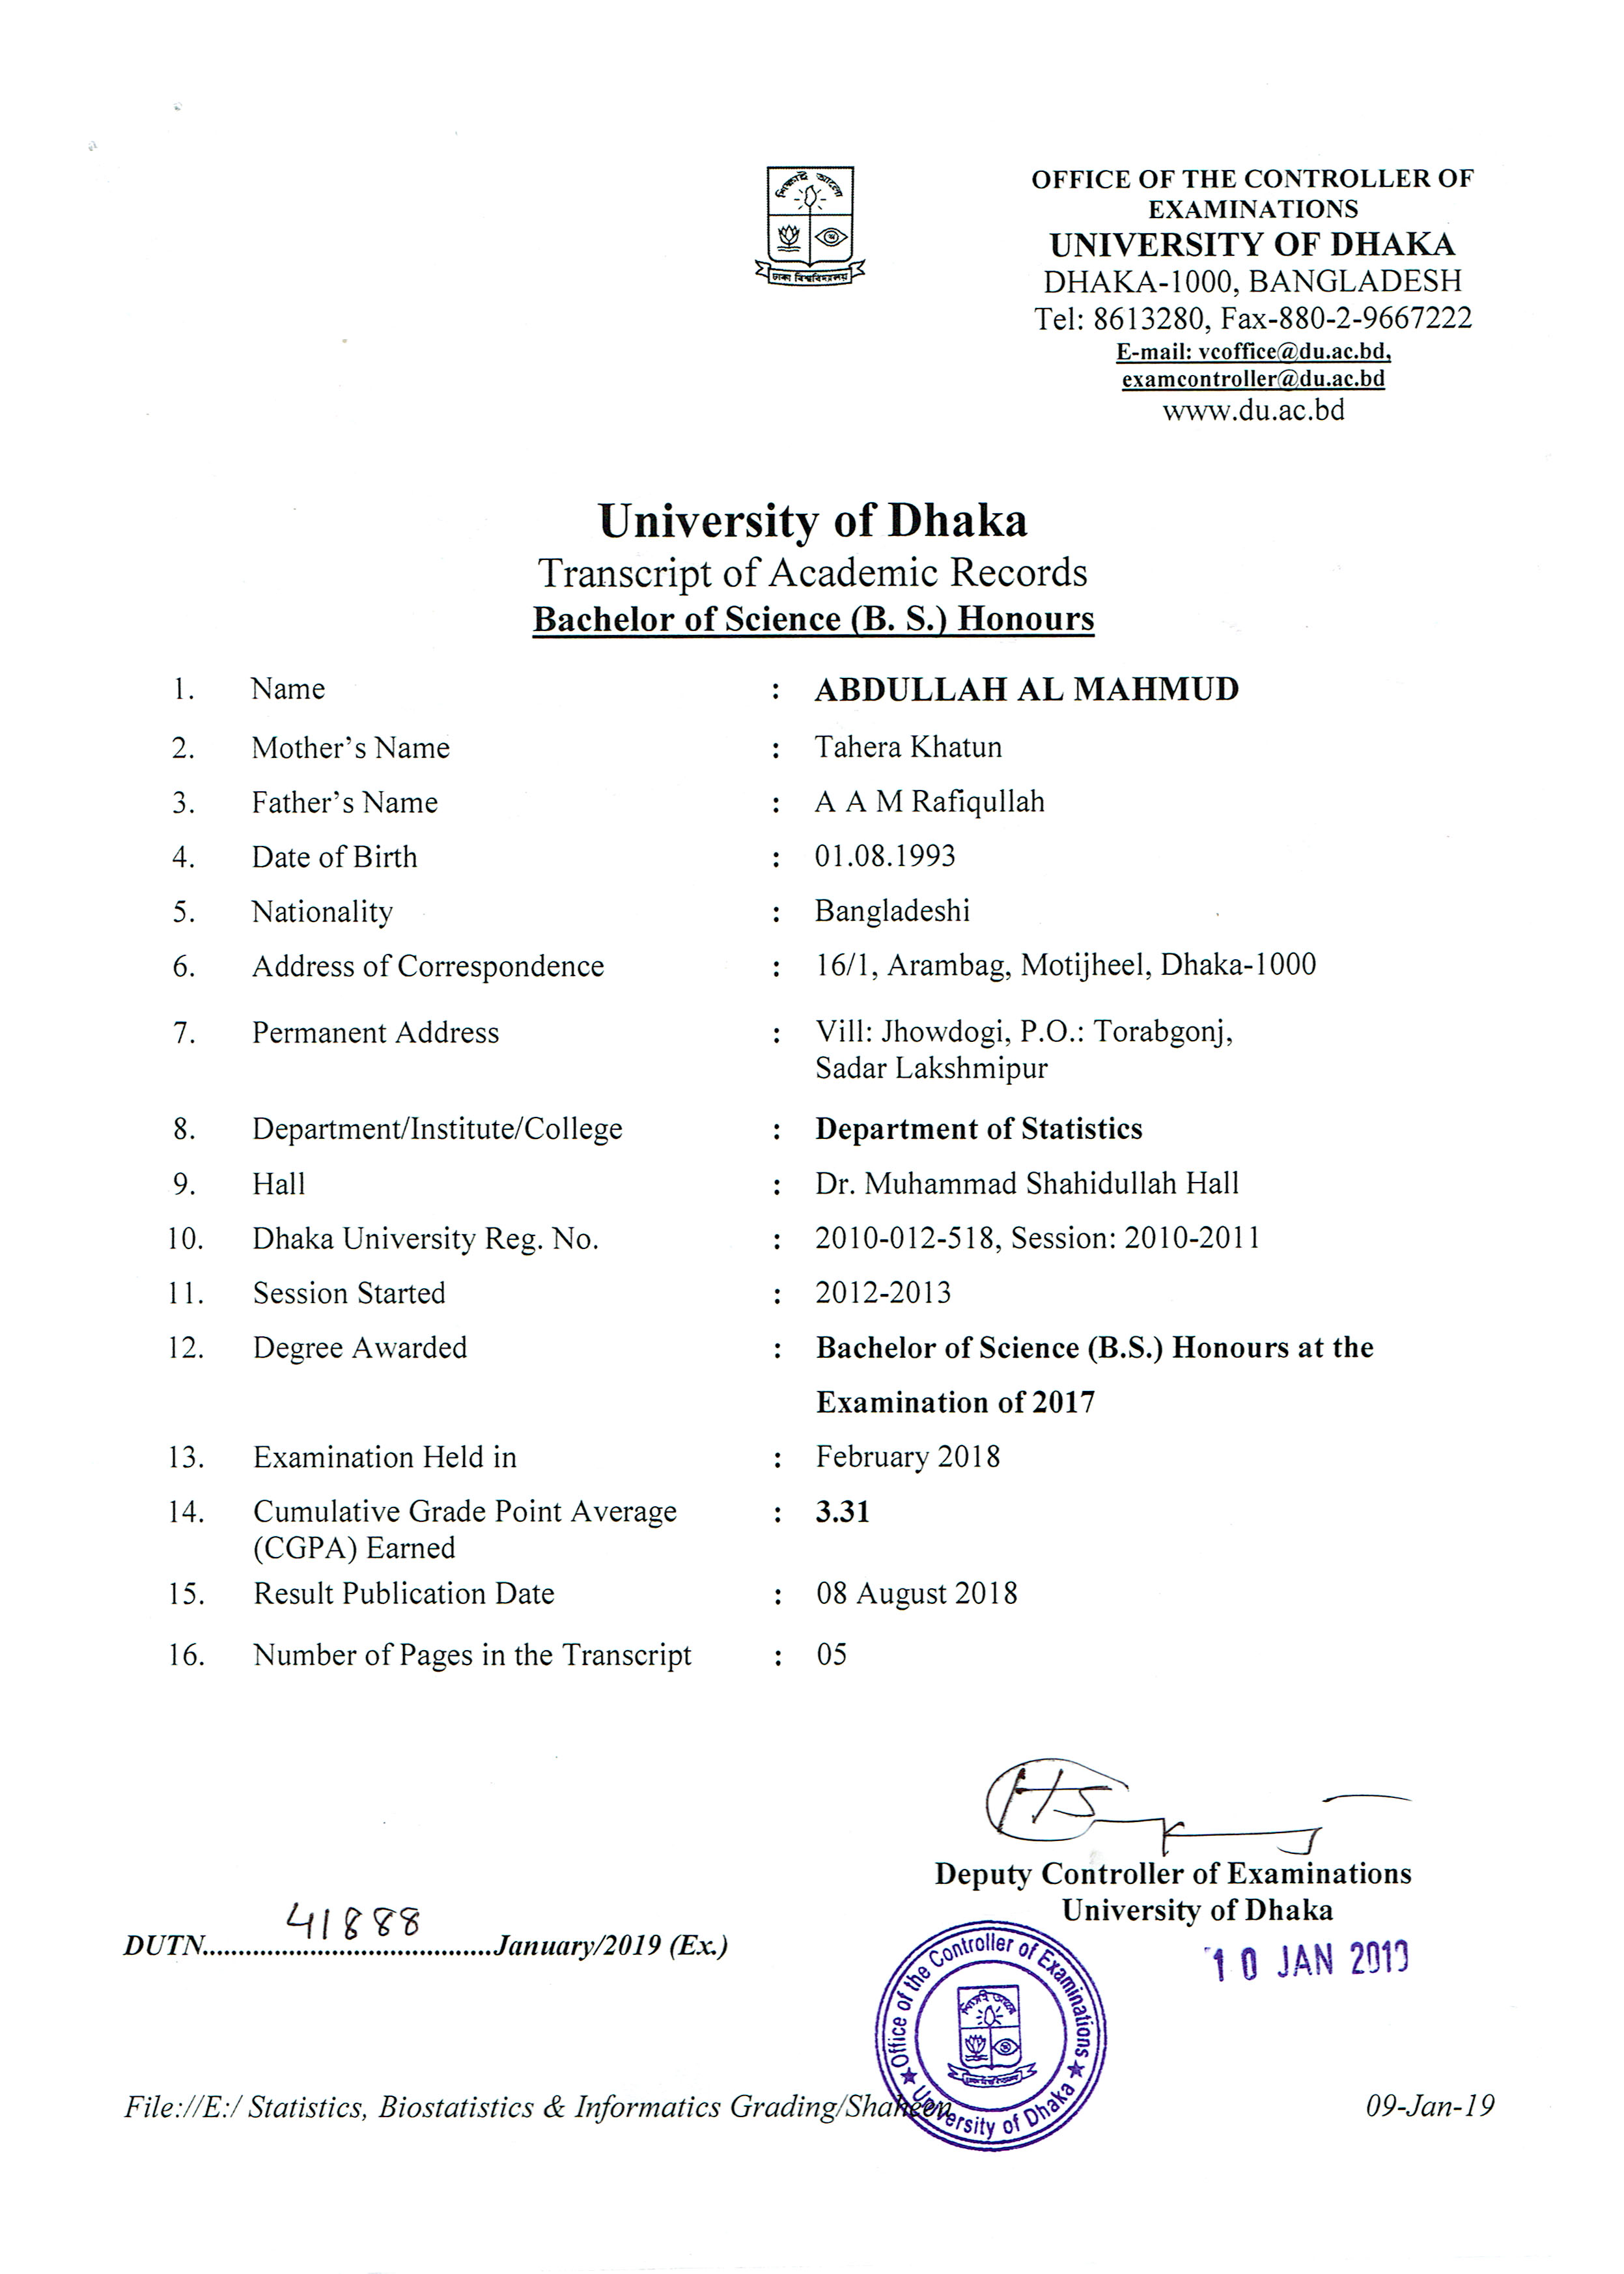 শিক্ষাই আলো
ঢাকা বিশ্ববিদ্যালয়
OFFICE OF THE CONTROLLER OF
EXAMINATIONS
UNIVERSITY OF DHAKA
DHAKA-1000, BANGLADESH
Tel: 8613280, Fax-880-2-9667222
E-mail: vcoffice@du.ac.bd,
examcontroller@du.ac.bd
www.du.ac.bd
University of Dhaka
Transcript of Academic Records
Bachelor of Science (B. S.) Honours
1. Name : ABDULLAH AL MAHMUD
2. Mother's Name : Tahera Khatun
3. Father's Name : A A M Rafiqullah
4. Date of Birth : 01.08.1993
5. Nationality : Bangladeshi
6. Address of Correspondence : 16/1, Arambag, Motijheel, Dhaka-1000
7. Permanent Address : Vill: Jhowdogi, P.O.: Torabgonj,
Sadar Lakshmipur
8. Department/Institute/College : Department of Statistics
9. Hall : Dr. Muhammad Shahidullah Hall
10. Dhaka University Reg. No. : 2010-012-518, Session: 2010-2011
11. Session Started : 2012-2013
12. Degree Awarded : Bachelor of Science (B.S.) Honours at the
Examination of 2017
13. Examination Held in : February 2018
14. Cumulative Grade Point Average : 3.31
(CGPA) Earned
15. Result Publication Date : 08 August 2018
16. Number of Pages in the Transcript : 05
Deputy Controller of Examinations
University of Dhaka
DUTN.......41888.......January/2019 (Ex.)
10 JAN 2019
Office of the Controller of Examinations
★ University of Dhaka ★
File://E:/ Statistics, Biostatistics & Informatics Grading/Shaheen 09-Jan-19